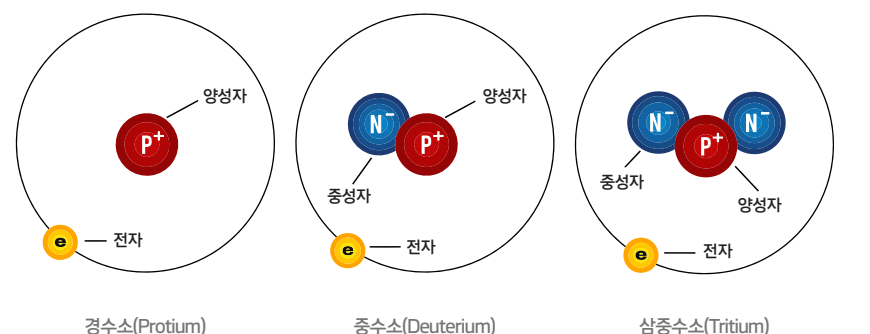 양성자
P+
전자
경수소(Protium)
양성자
N-
P+
중성자
전자
중수소(Deuterium)
N-
N-
P+
중성자
양성자
전자
삼중수소(Tritium)
e
e
e